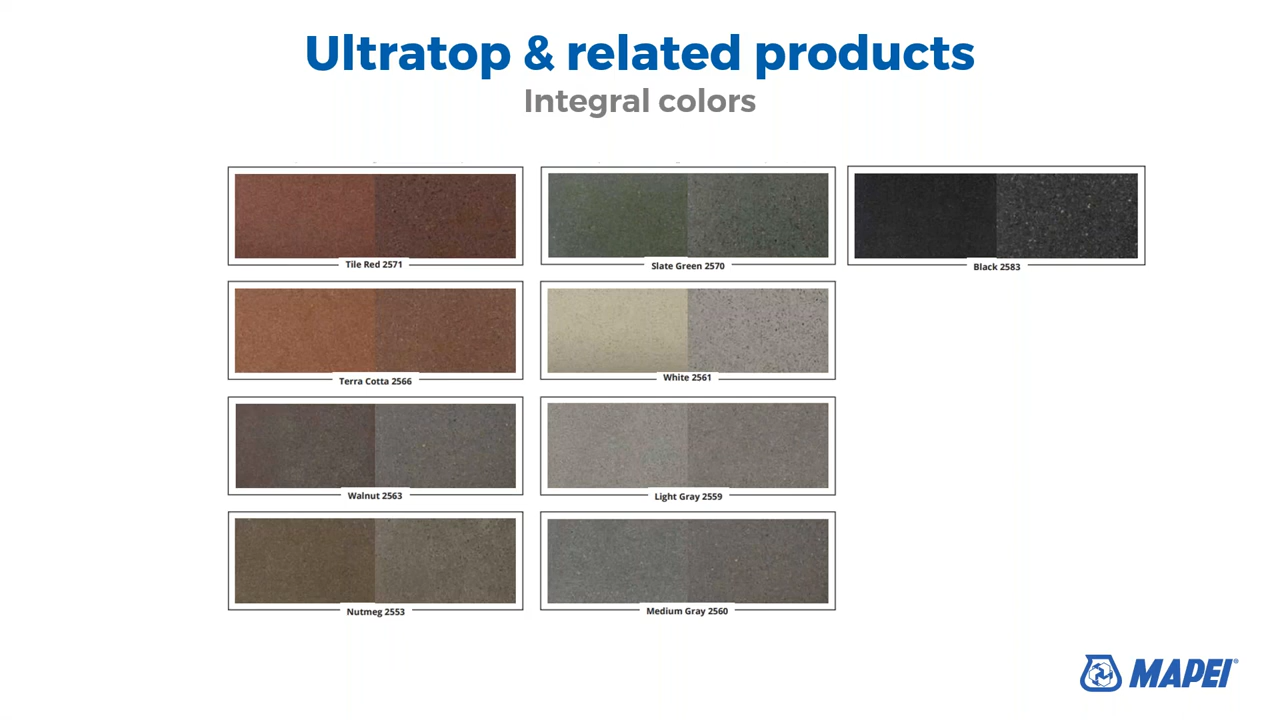 Ultratop & related products
Integral colors
Tile Red 2571
Slate Green 2570
Black 2583
Terra Cotta 2566
White 2561
Walnut 2563
Light Gray 2559
Nutmeg 2553
Medium Gray 2560
MAPEI®